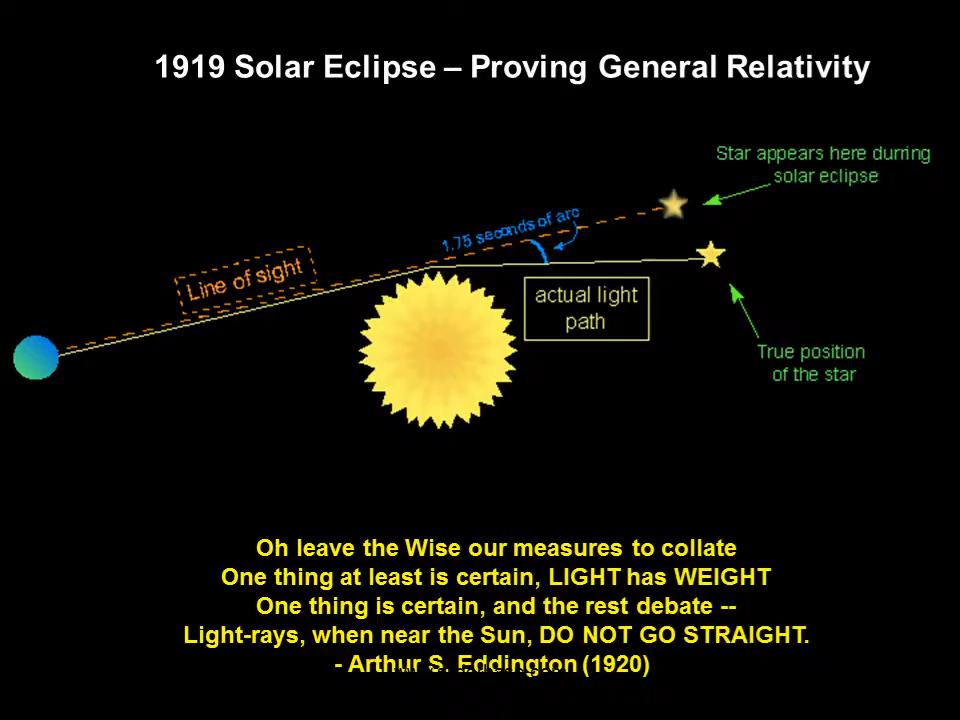 1919 Solar Eclipse – Proving General Relativity
Star appears here durring
solar eclipse
1.75 seconds of arc
Line of sight
actual light
path
True position
of the star
Oh leave the Wise our measures to collate
One thing at least is certain, LIGHT has WEIGHT
One thing is certain, and the rest debate --
Light-rays, when near the Sun, DO NOT GO STRAIGHT.
- Arthur S. Eddington (1920)